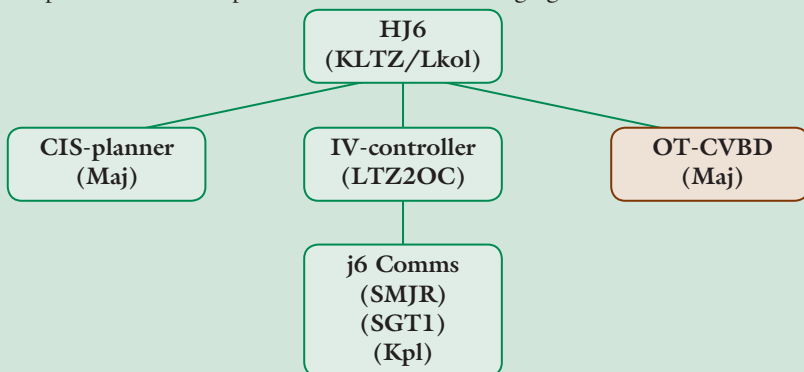 HJ6
(KLTZ/Lkol)
CIS-planner
(Maj)
IV-controller
(LTZ2OC)
OT-CVBD
(Maj)
j6 Comms
(SMJR)
(SGT1)
(Kpl)